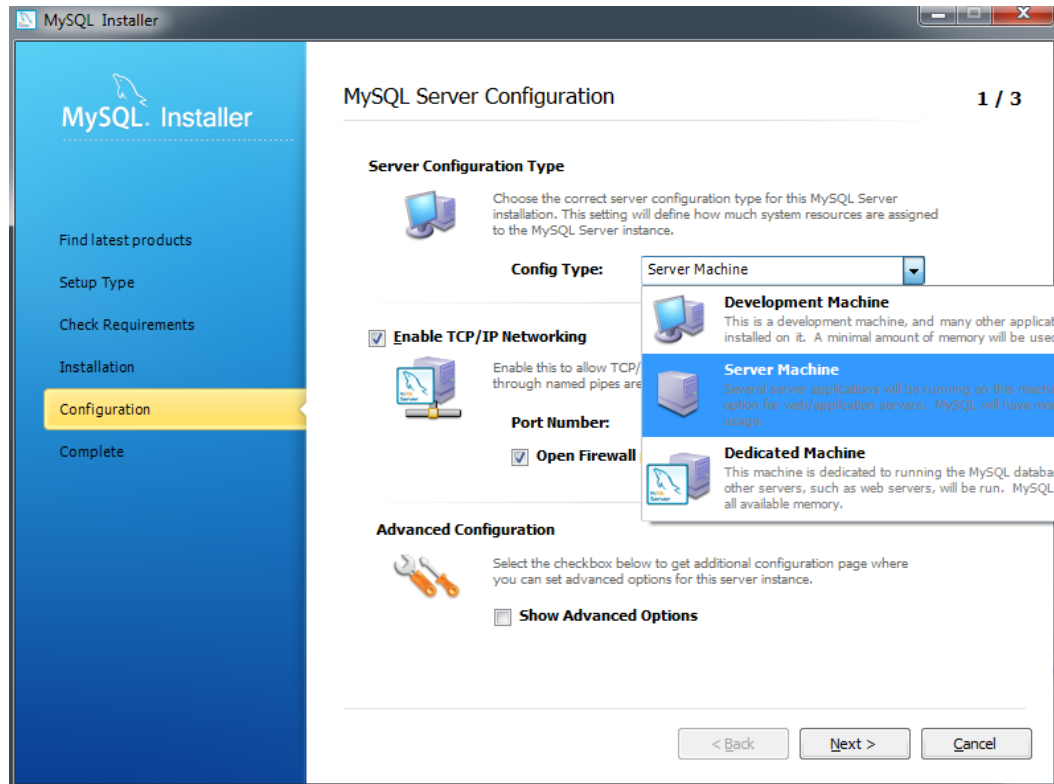 MySQL Installer
MySQL Installer
Find latest products
Setup Type
Check Requirements
Installation
Configuration
Complete
MySQL Server Configuration
1 / 3
Server Configuration Type
Choose the correct server configuration type for this MySQL Server
installation. This setting will define how much system resources are assigned
to the MySQL Server instance.
Config Type:
Server Machine
Development Machine
This is a development machine, and many other applicat
installed on it. A minimal amount of memory will be used
Server Machine
Several server applications will be running on this machi
option for web/application servers. MySQL will have me
usage.
Dedicated Machine
This machine is dedicated to running the MySQL databa
other servers, such as web servers, will be run. MySQL
all available memory.
Enable TCP/IP Networking
Enable this to allow TCP/
through named pipes are
Port Number:
Open Firewall
Advanced Configuration
Select the checkbox below to get additional configuration page where
you can set advanced options for this server instance.
Show Advanced Options
< Back
Next >
Cancel